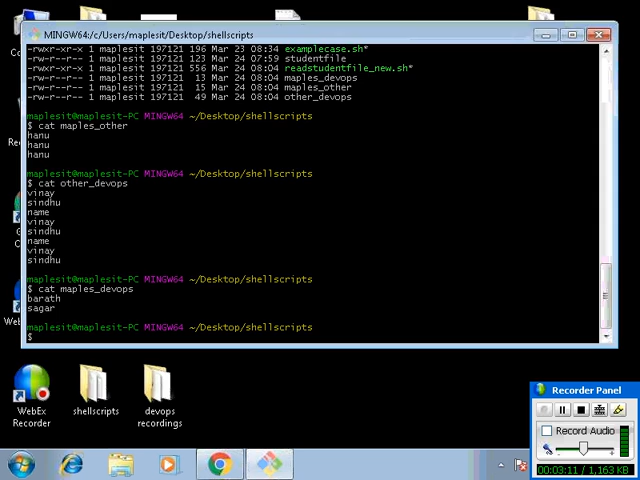 MINGW64:/c/Users/maplesit/Desktop/shellscripts
-rwxr-xr-x 1 maplesit 197121 196 Mar 23 08:34 examplecase.sh*
-rw-r--r-- 1 maplesit 197121 123 Mar 24 07:59 studentfile
-rwxr-xr-x 1 maplesit 197121 556 Mar 24 08:04 readstudentfile_new.sh*
-rw-r--r-- 1 maplesit 197121 13 Mar 24 08:04 maples_devops
-rw-r--r-- 1 maplesit 197121 15 Mar 24 08:04 maples_other
-rw-r--r-- 1 maplesit 197121 49 Mar 24 08:04 other_devops
maplesit@maplesit-PC MINGW64 ~/Desktop/shellscripts
$ cat maples_other
hanu
hanu
hanu
maplesit@maplesit-PC MINGW64 ~/Desktop/shellscripts
$ cat other_devops
vinay
sindhu
name
vinay
sindhu
name
vinay
sindhu
maplesit@maplesit-PC MINGW64 ~/Desktop/shellscripts
$ cat maples_devops
barath
sagar
maplesit@maplesit-PC MINGW64 ~/Desktop/shellscripts
$
WebEx
Recorder
shellscripts
devops
recordings
Recorder Panel
Record Audio
00:03:11 / 1,163 KB